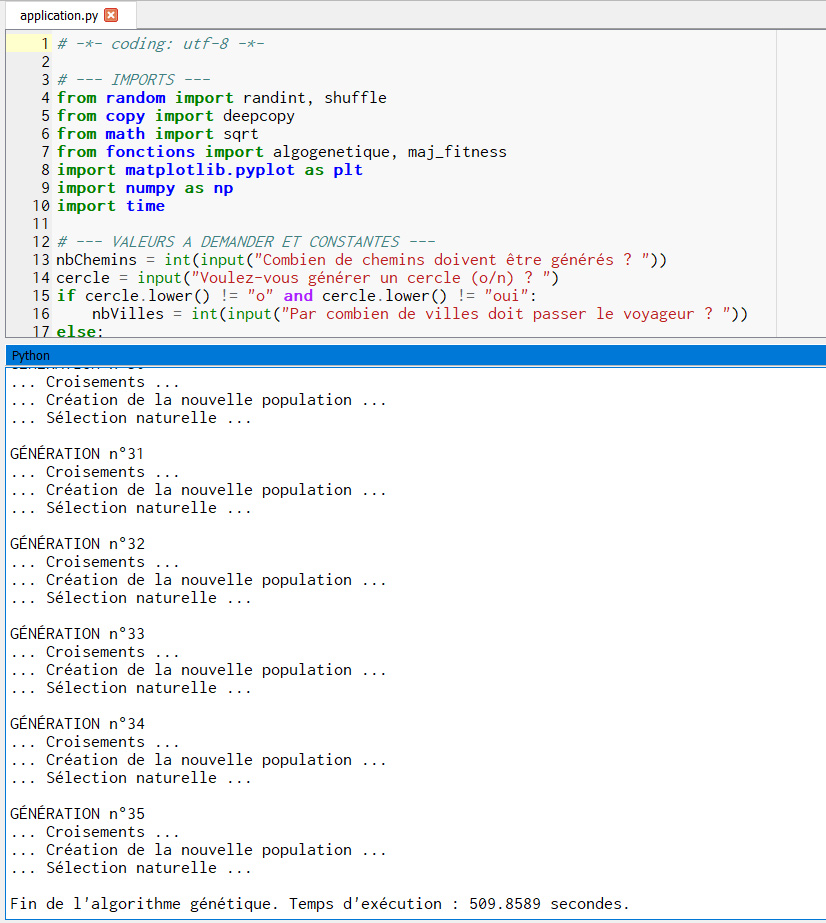 application.py
1 # -*- coding: utf-8 -*-
2
3 # --- IMPORTS ---
4 from random import randint, shuffle
5 from copy import deepcopy
6 from math import sqrt
7 from fonctions import algogenetique, maj_fitness
8 import matplotlib.pyplot as plt
9 import numpy as np
10 import time
11
12 # --- VALEURS A DEMANDER ET CONSTANTES ---
13 nbChemins = int(input("Combien de chemins doivent être générés ? "))
14 cercle = input("Voulez-vous générer un cercle (o/n) ? ")
15 if cercle.lower() != "o" and cercle.lower() != "oui":
16     nbVilles = int(input("Par combien de villes doit passer le voyageur ? "))
17 else:
Python
... Croisements ...
... Création de la nouvelle population ...
... Sélection naturelle ...
GÉNÉRATION n°31
... Croisements ...
... Création de la nouvelle population ...
... Sélection naturelle ...
GÉNÉRATION n°32
... Croisements ...
... Création de la nouvelle population ...
... Sélection naturelle ...
GÉNÉRATION n°33
... Croisements ...
... Création de la nouvelle population ...
... Sélection naturelle ...
GÉNÉRATION n°34
... Croisements ...
... Création de la nouvelle population ...
... Sélection naturelle ...
GÉNÉRATION n°35
... Croisements ...
... Création de la nouvelle population ...
... Sélection naturelle ...
Fin de l'algorithme génétique. Temps d'exécution : 509.8589 secondes.